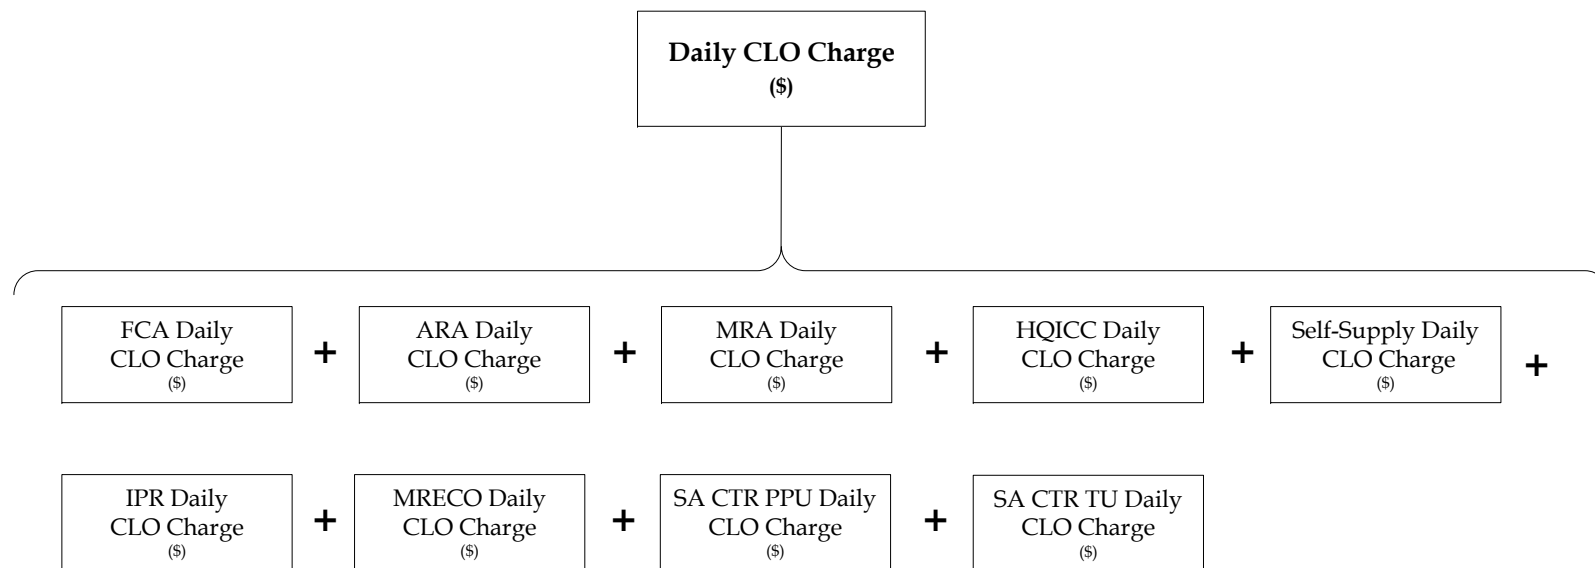 Daily CLO Charge
($)
FCA Daily
CLO Charge
($)
+
ARA Daily
CLO Charge
($)
+
MRA Daily
CLO Charge
($)
+
HQICC Daily
CLO Charge
($)
+
Self-Supply Daily
CLO Charge
($)
+
IPR Daily
CLO Charge
($)
+
MRECO Daily
CLO Charge
($)
+
SA CTR PPU Daily
CLO Charge
($)
+
SA CTR TU Daily
CLO Charge
($)